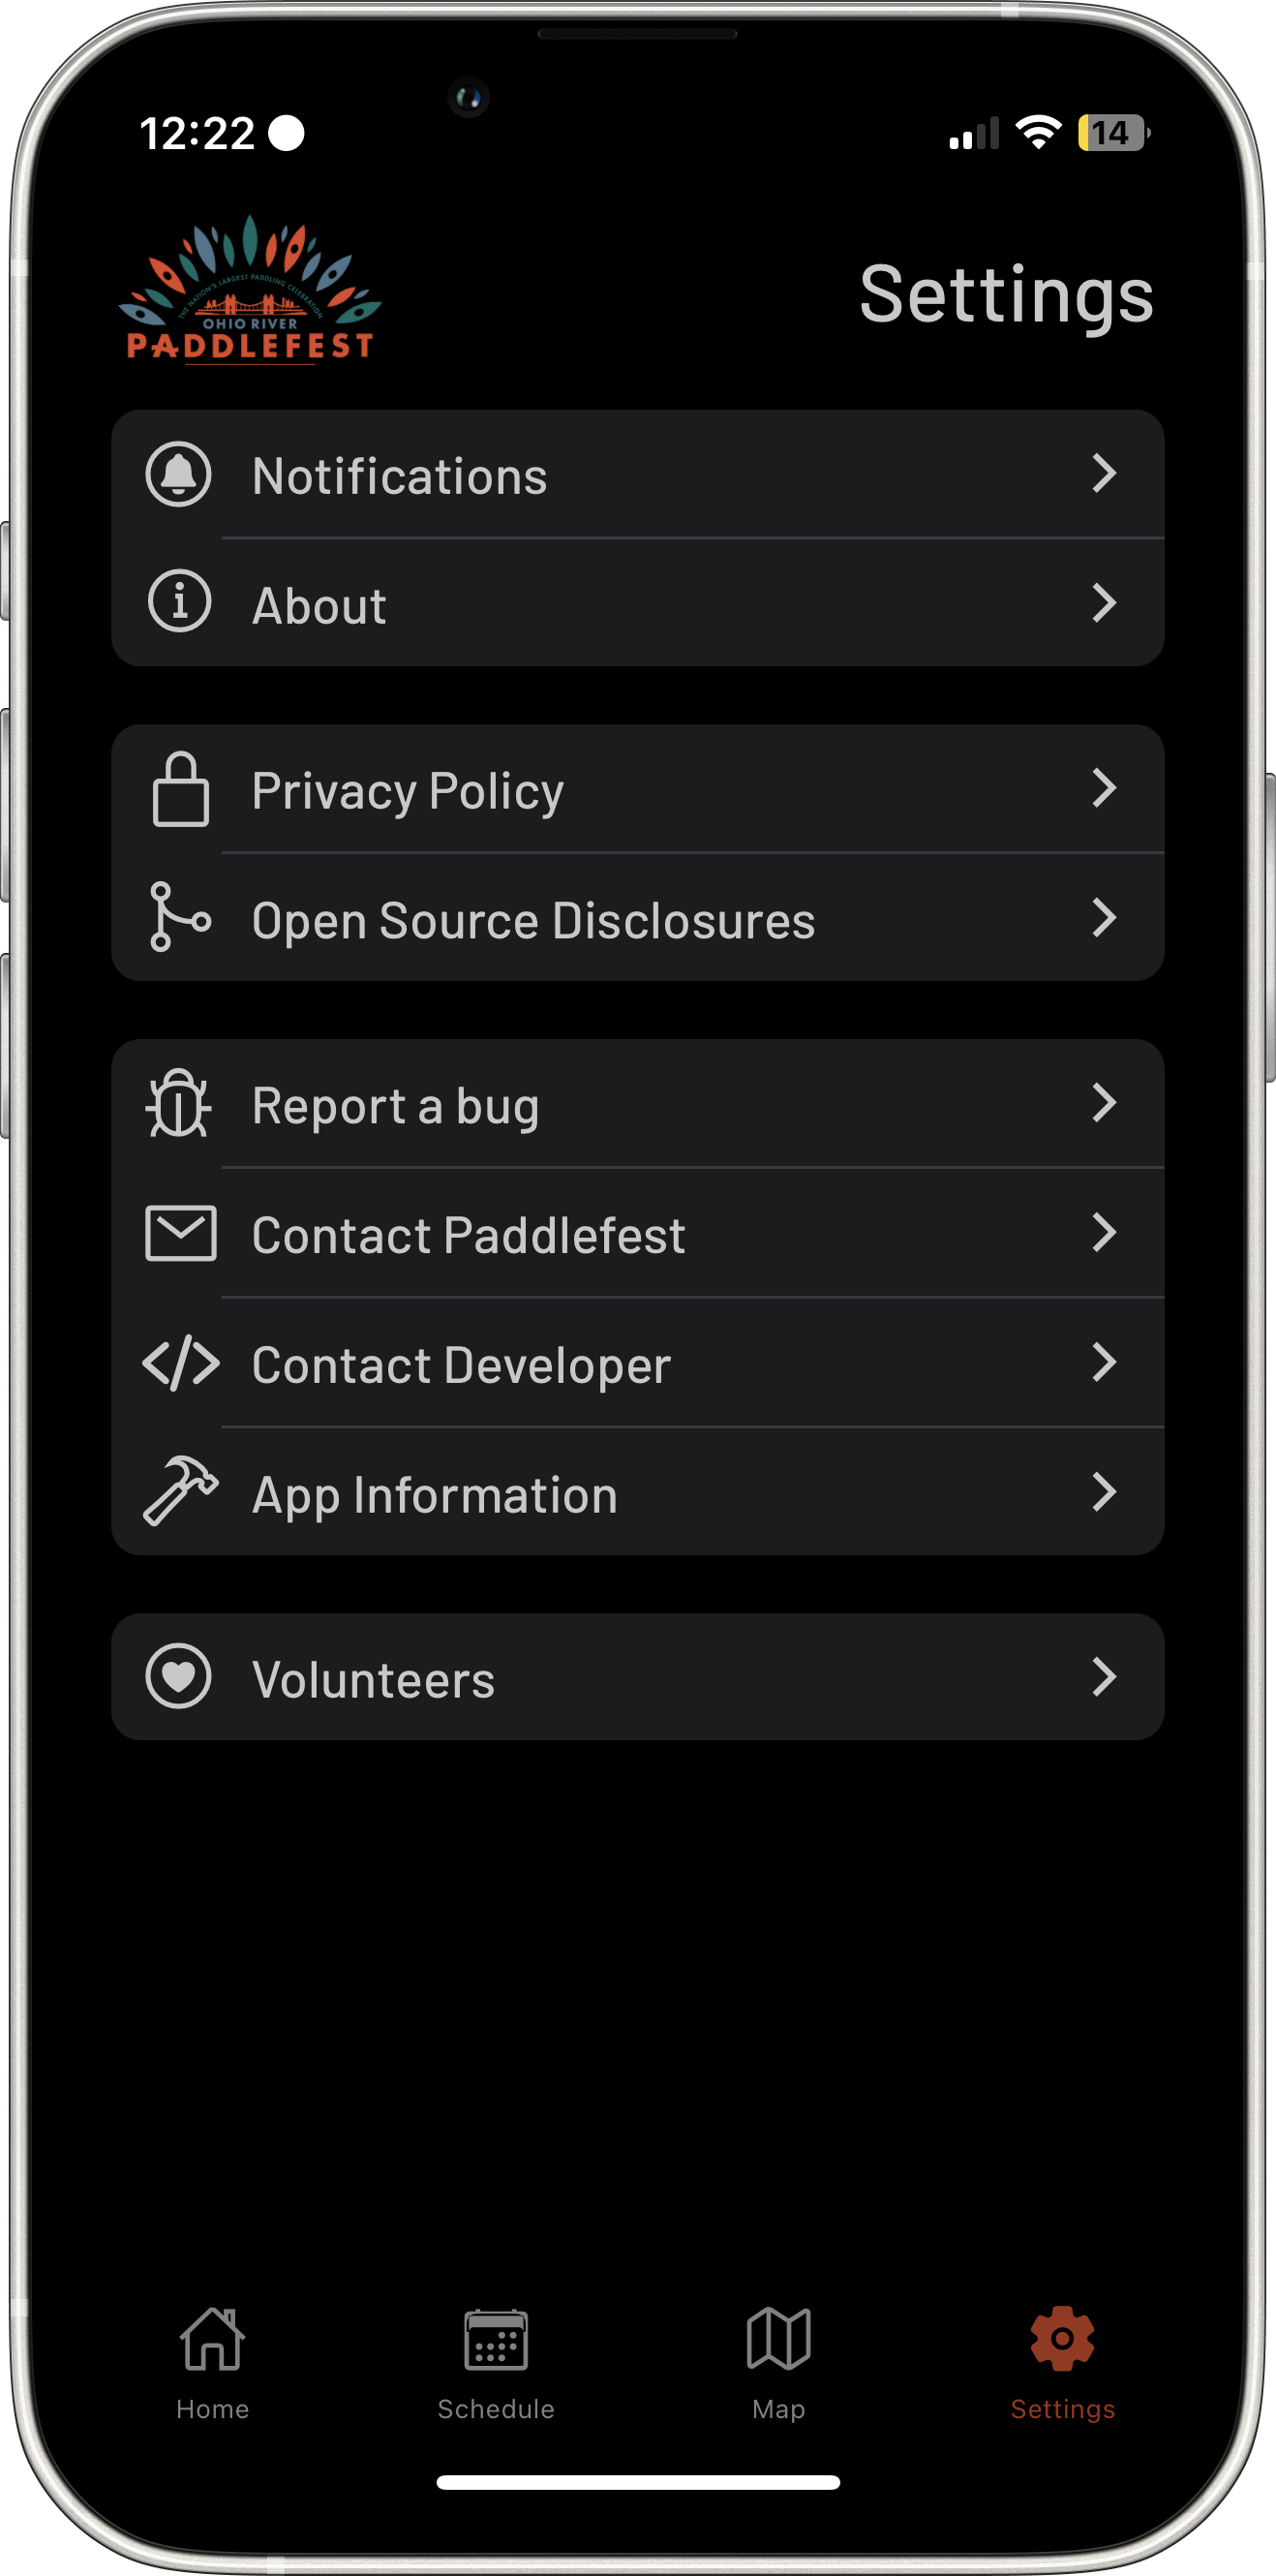 12:22
14
THE NATION'S LARGEST PADDLING CELEBRATION
OHIO RIVER
PADDLEFEST
Settings
Notifications
About
Privacy Policy
Open Source Disclosures
Report a bug
Contact Paddlefest
Contact Developer
App Information
Volunteers
Home
Schedule
Map
Settings